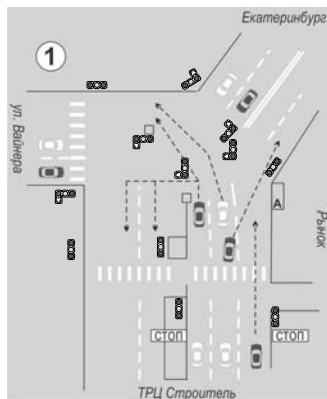 Екатеринбург
1
ул. Вайнера
А
Рынок
СТОП
СТОП
ТРЦ Строитель